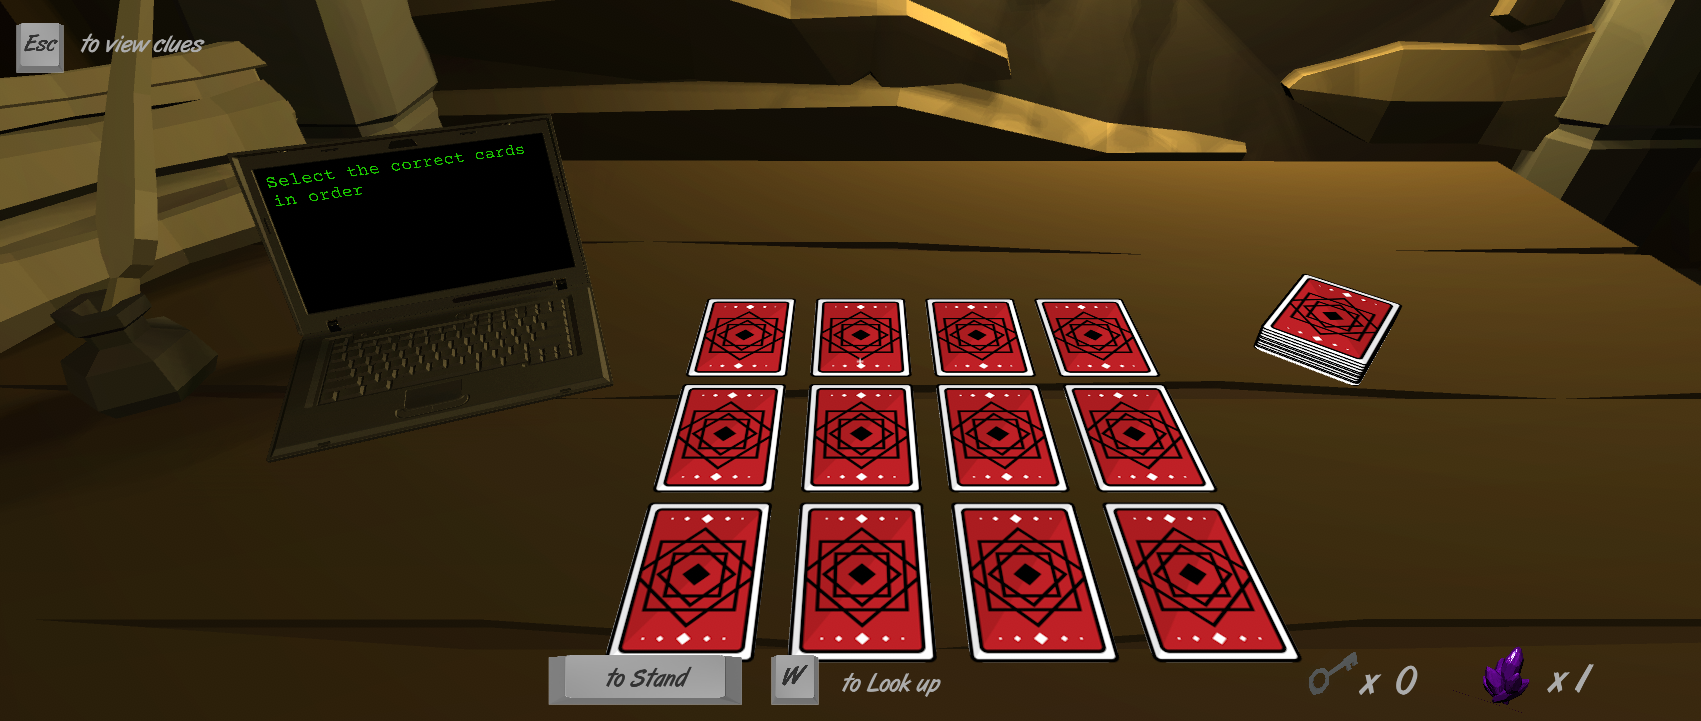 Esc to view clues
Select the correct cards
in order
to Stand
W to Look up
x 0
x 1